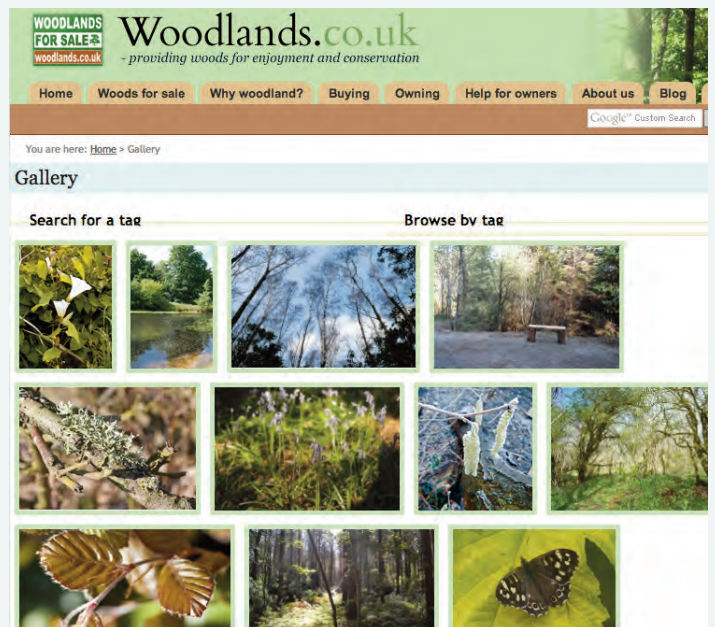 WOODLANDS
FOR SALE
woodlands.co.uk
Woodlands.co.uk
- providing woods for enjoyment and conservation
Home Woods for sale Why woodland? Buying Owning Help for owners About us Blog
Google™ Custom Search
You are here: Home > Gallery
Gallery
Search for a tag Browse by tag